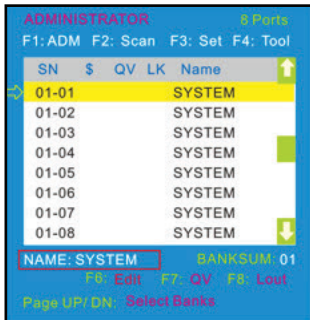 ADMINISTRATOR 8 Ports
F1: ADM F2: Scan F3: Set F4: Tool
SN $ QV LK Name
01-01 SYSTEM
01-02 SYSTEM
01-03 SYSTEM
01-04 SYSTEM
01-05 SYSTEM
01-06 SYSTEM
01-07 SYSTEM
01-08 SYSTEM
NAME: SYSTEM BANKSUM: 01
F6: Edit F7: QV F8: Lout
Page UP/ DN: Select Banks